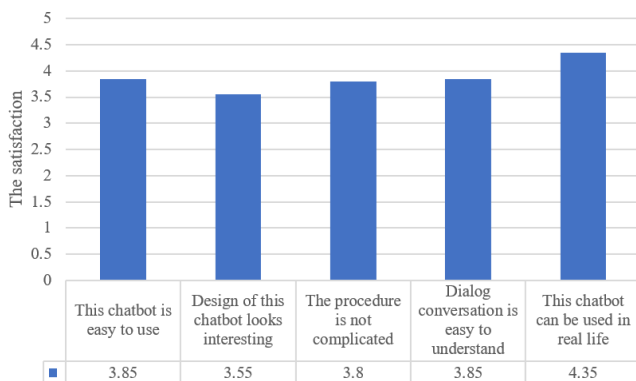 5
4.5
4
3.5
3
2.5
2
1.5
1
0.5
0
The satisfaction
This chatbot is
easy to use
Design of this
chatbot looks
interesting
The procedure
is not
complicated
Dialog
conversation is
easy to
understand
This chatbot
can be used in
real life
3.85
3.55
3.8
3.85
4.35